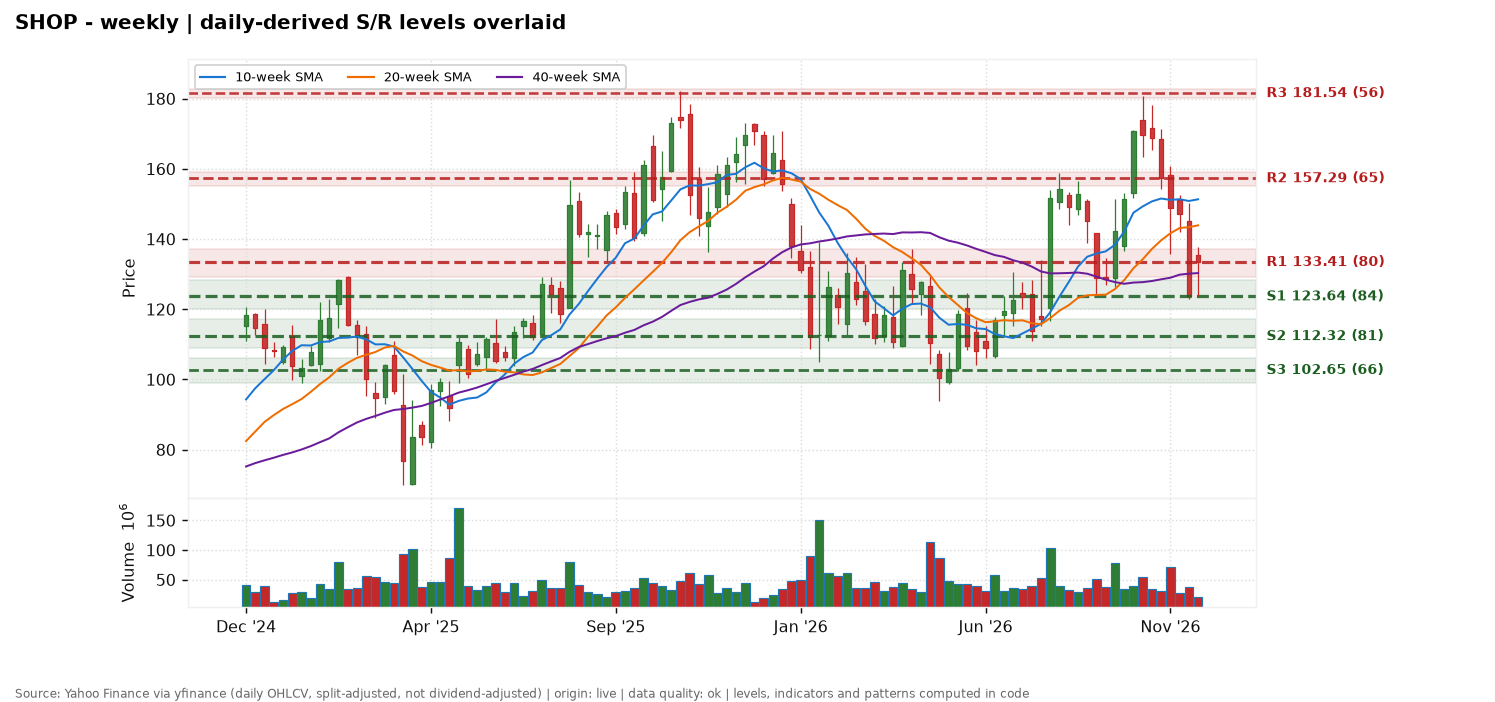 SHOP - weekly | daily-derived S/R levels overlaid
10-week SMA 20-week SMA 40-week SMA
Price
180
160
140
120
100
80
R3 181.54 (56)
R2 157.29 (65)
R1 133.41 (80)
S1 123.64 (84)
S2 112.32 (81)
S3 102.65 (66)
Volume 10⁶
150
100
50
Dec '24 Apr '25 Sep '25 Jan '26 Jun '26 Nov '26
Source: Yahoo Finance via yfinance (daily OHLCV, split-adjusted, not dividend-adjusted) | origin: live | data quality: ok | levels, indicators and patterns computed in code